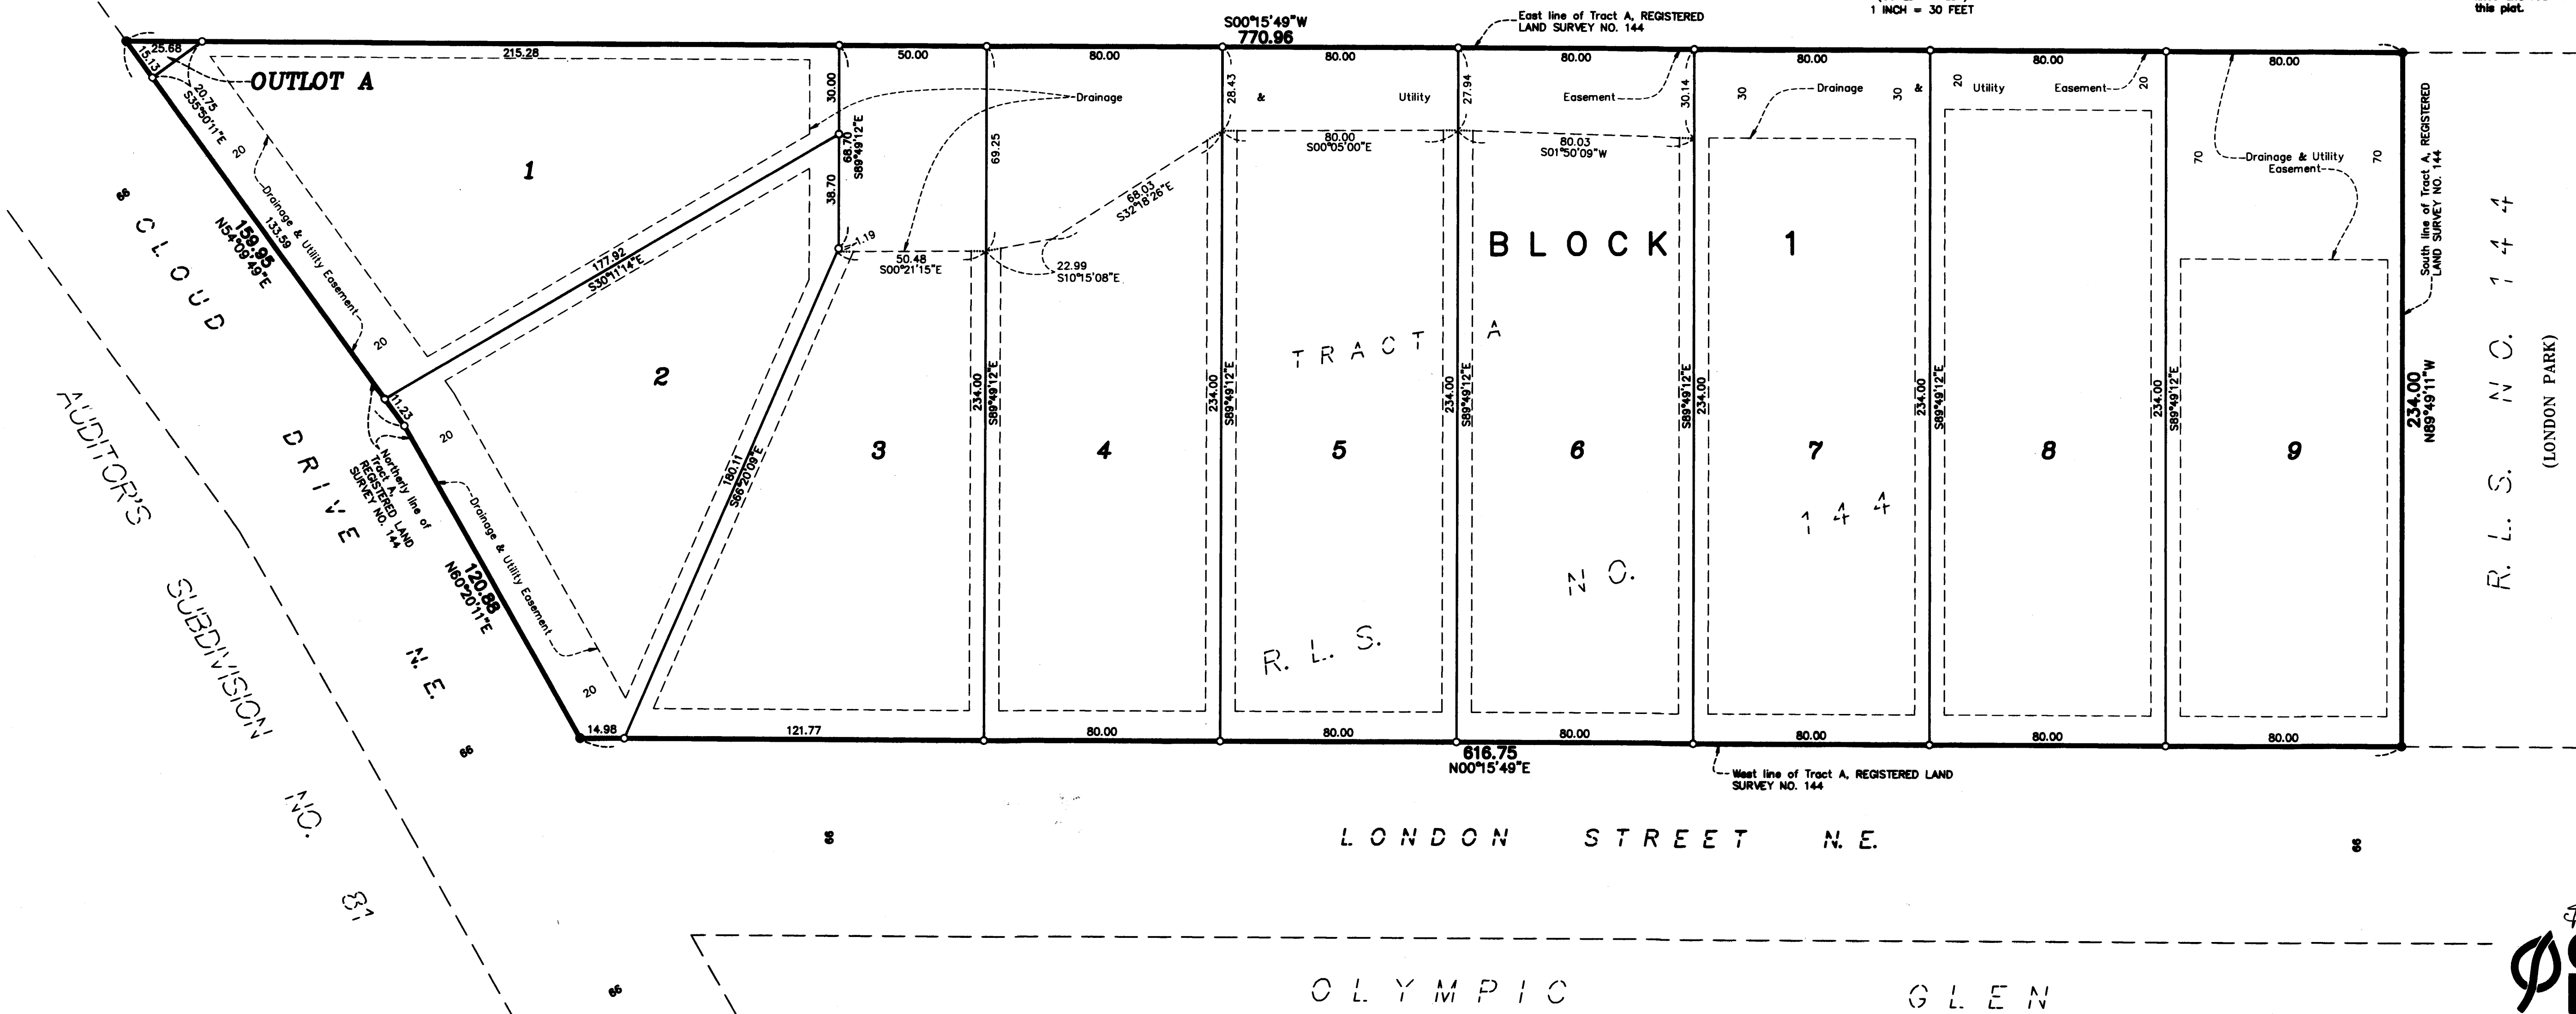 1 INCH = 30 FEET
this plat.
S00°15'49"W
770.96
East line of Tract A, REGISTERED
LAND SURVEY NO. 144
15.13
25.68
215.28
50.00
80.00
80.00
80.00
80.00
80.00
80.00
OUTLOT A
20.75
S35°50'11"E
30.00
68.70
S89°49'12"E
38.70
Drainage
&
Utility
Easement
28.43
27.94
30.14
30
Drainage
30
&
20
Utility
Easement
20
69.25
80.00
S00°05'00"E
80.03
S01°50'09"W
70
Drainage & Utility
Easement
70
South line of Tract A, REGISTERED
LAND SURVEY NO. 144
20
1
66
CLOUD
159.95
N54°09'49"E
Drainage & Utility Easement
133.59
177.92
S30°11'14"E
1.19
50.48
S00°21'15"E
22.99
S10°15'08"E
68.03
S32°18'26"E
BLOCK 1
R. L. S. NO. 144
(LONDON PARK)
TRACT A
20
11.23
2
20
180.11
S66°20'09"E
234.00
S89°49'12"E
234.00
S89°49'12"E
234.00
S89°49'12"E
S89°49'12"E
234.00
234.00
S89°49'12"E
234.00
S89°49'12"E
234.00
N89°49'11"W
AUDITOR'S
DRIVE
Northerly line of
Tract A,
REGISTERED LAND
SURVEY NO. 144
3
4
5
6
7
8
9
120.88
N60°20'11"E
Drainage & Utility Easement
144
NO.
R. L. S.
SUBDIVISION
N.E.
20
66
14.98
121.77
80.00
80.00
80.00
80.00
80.00
80.00
616.75
N00°15'49"E
West line of Tract A, REGISTERED LAND
SURVEY NO. 144
NO.
66
LONDON STREET N.E.
66
81
66
OLYMPIC GLEN